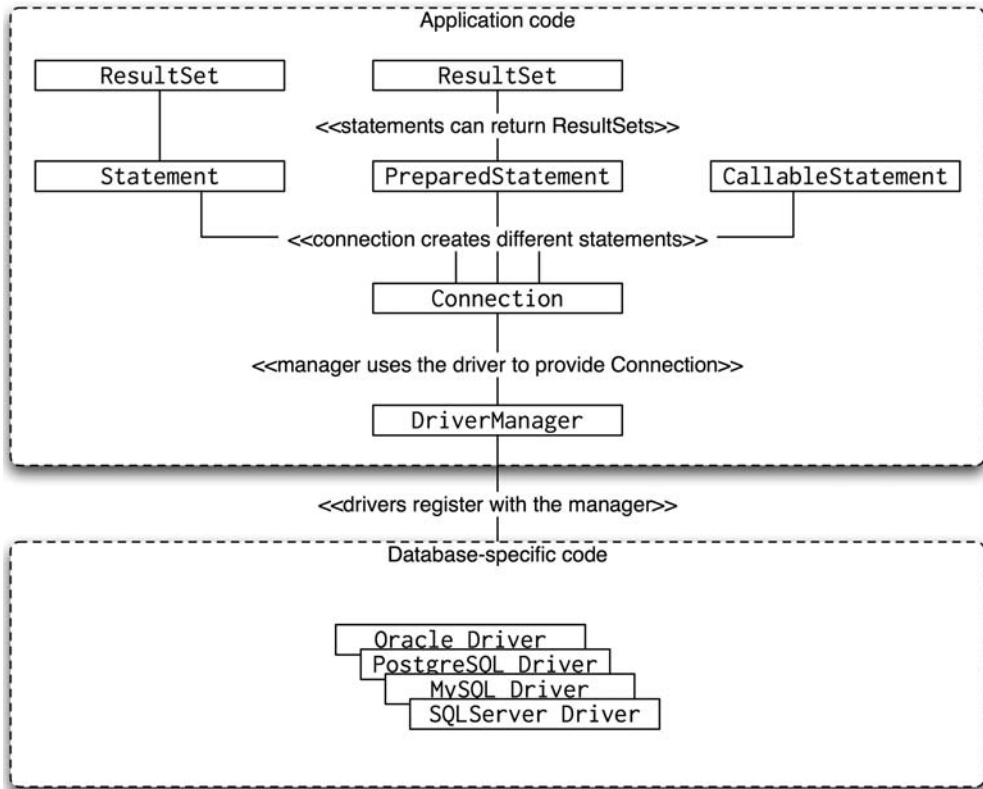 Application code
ResultSet
ResultSet
<<statements can return ResultSets>>
Statement
PreparedStatement
CallableStatement
<<connection creates different statements>>
Connection
<<manager uses the driver to provide Connection>>
DriverManager
<<drivers register with the manager>>
Database-specific code
Oracle Driver
PostgreSQL Driver
MySQL Driver
SQLServer Driver